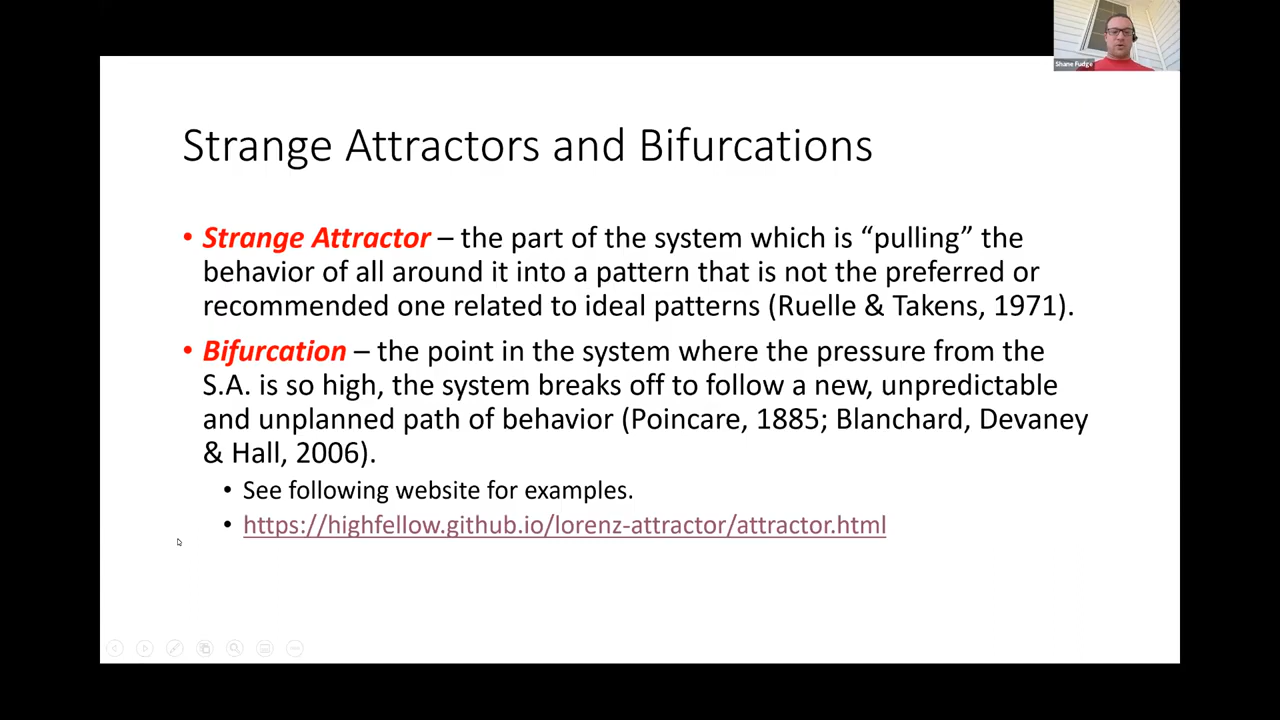 Shane Fudge
Strange Attractors and Bifurcations
• Strange Attractor – the part of the system which is “pulling” the
behavior of all around it into a pattern that is not the preferred or
recommended one related to ideal patterns (Ruelle & Takens, 1971).
• Bifurcation – the point in the system where the pressure from the
S.A. is so high, the system breaks off to follow a new, unpredictable
and unplanned path of behavior (Poincare, 1885; Blanchard, Devaney
& Hall, 2006).
• See following website for examples.
• https://highfellow.github.io/lorenz-attractor/attractor.html